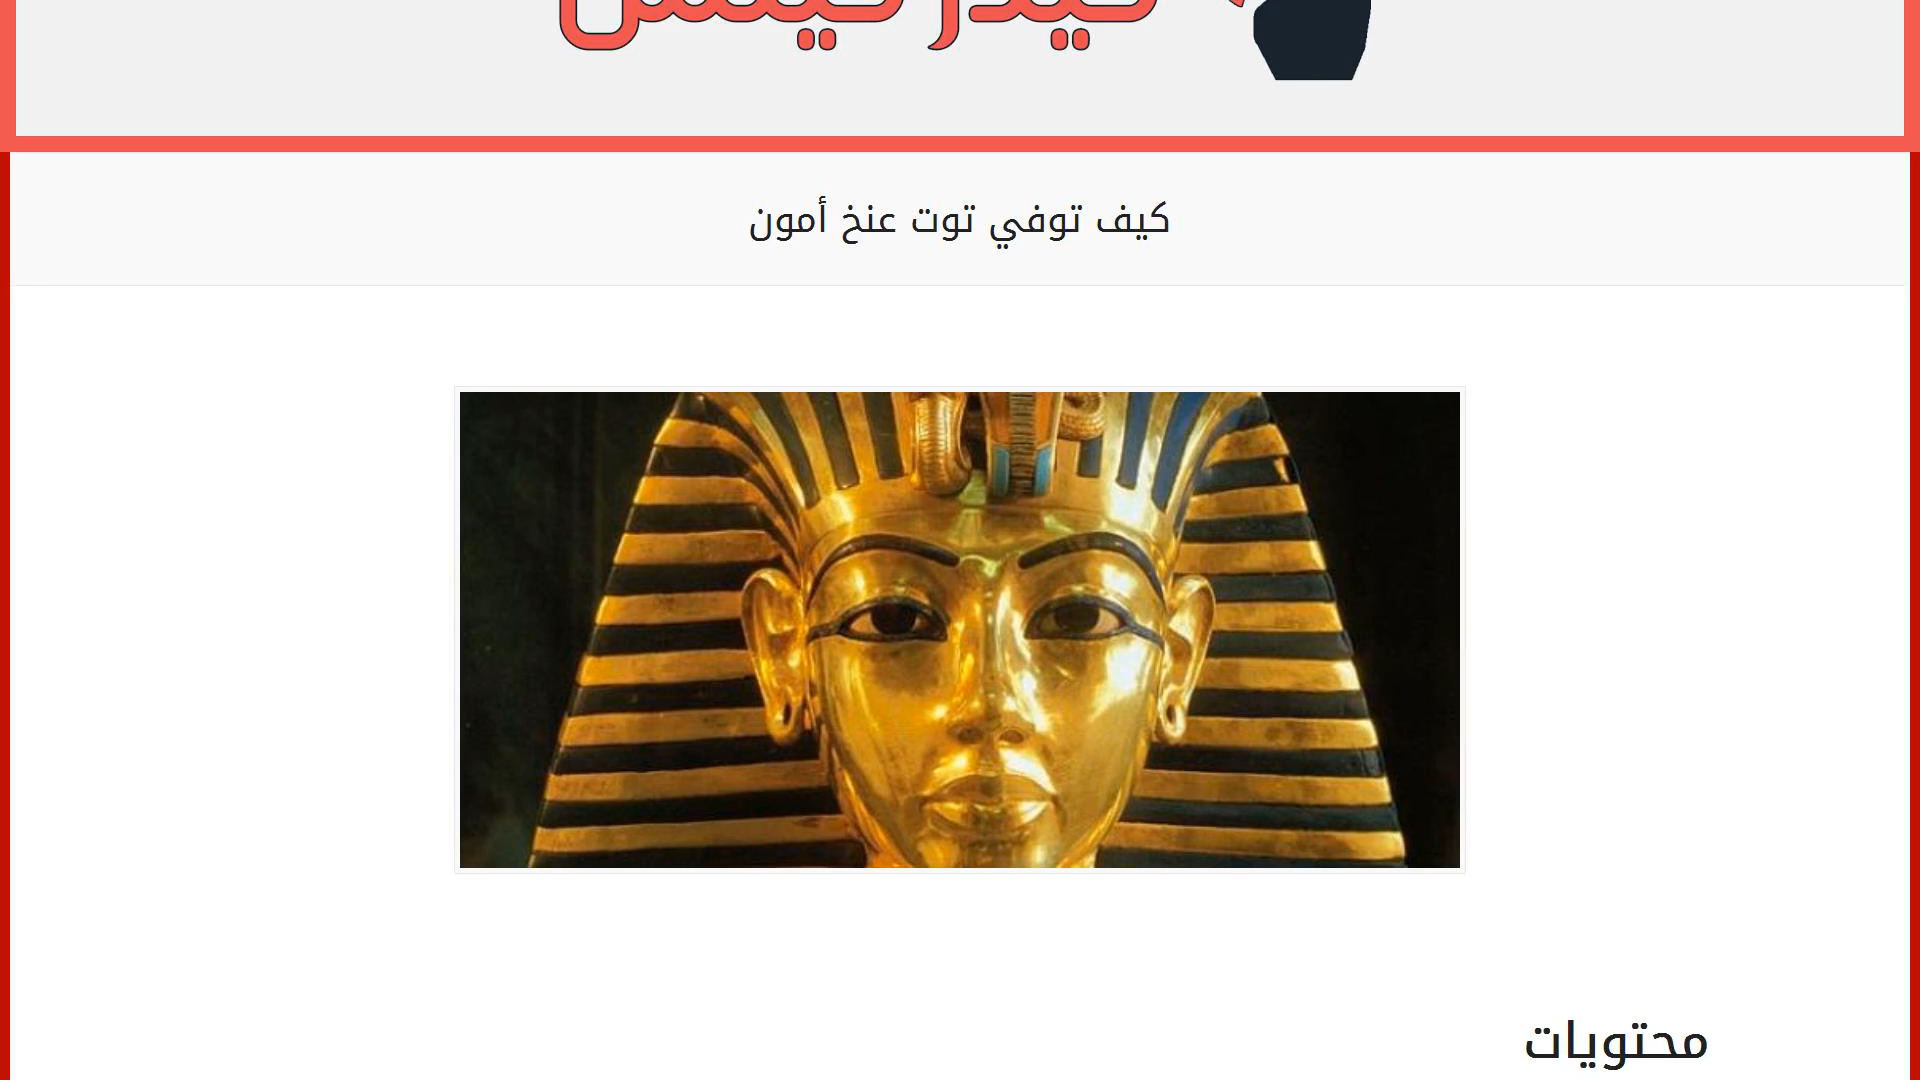 كيف توفي توت عنخ أمون
محتويات